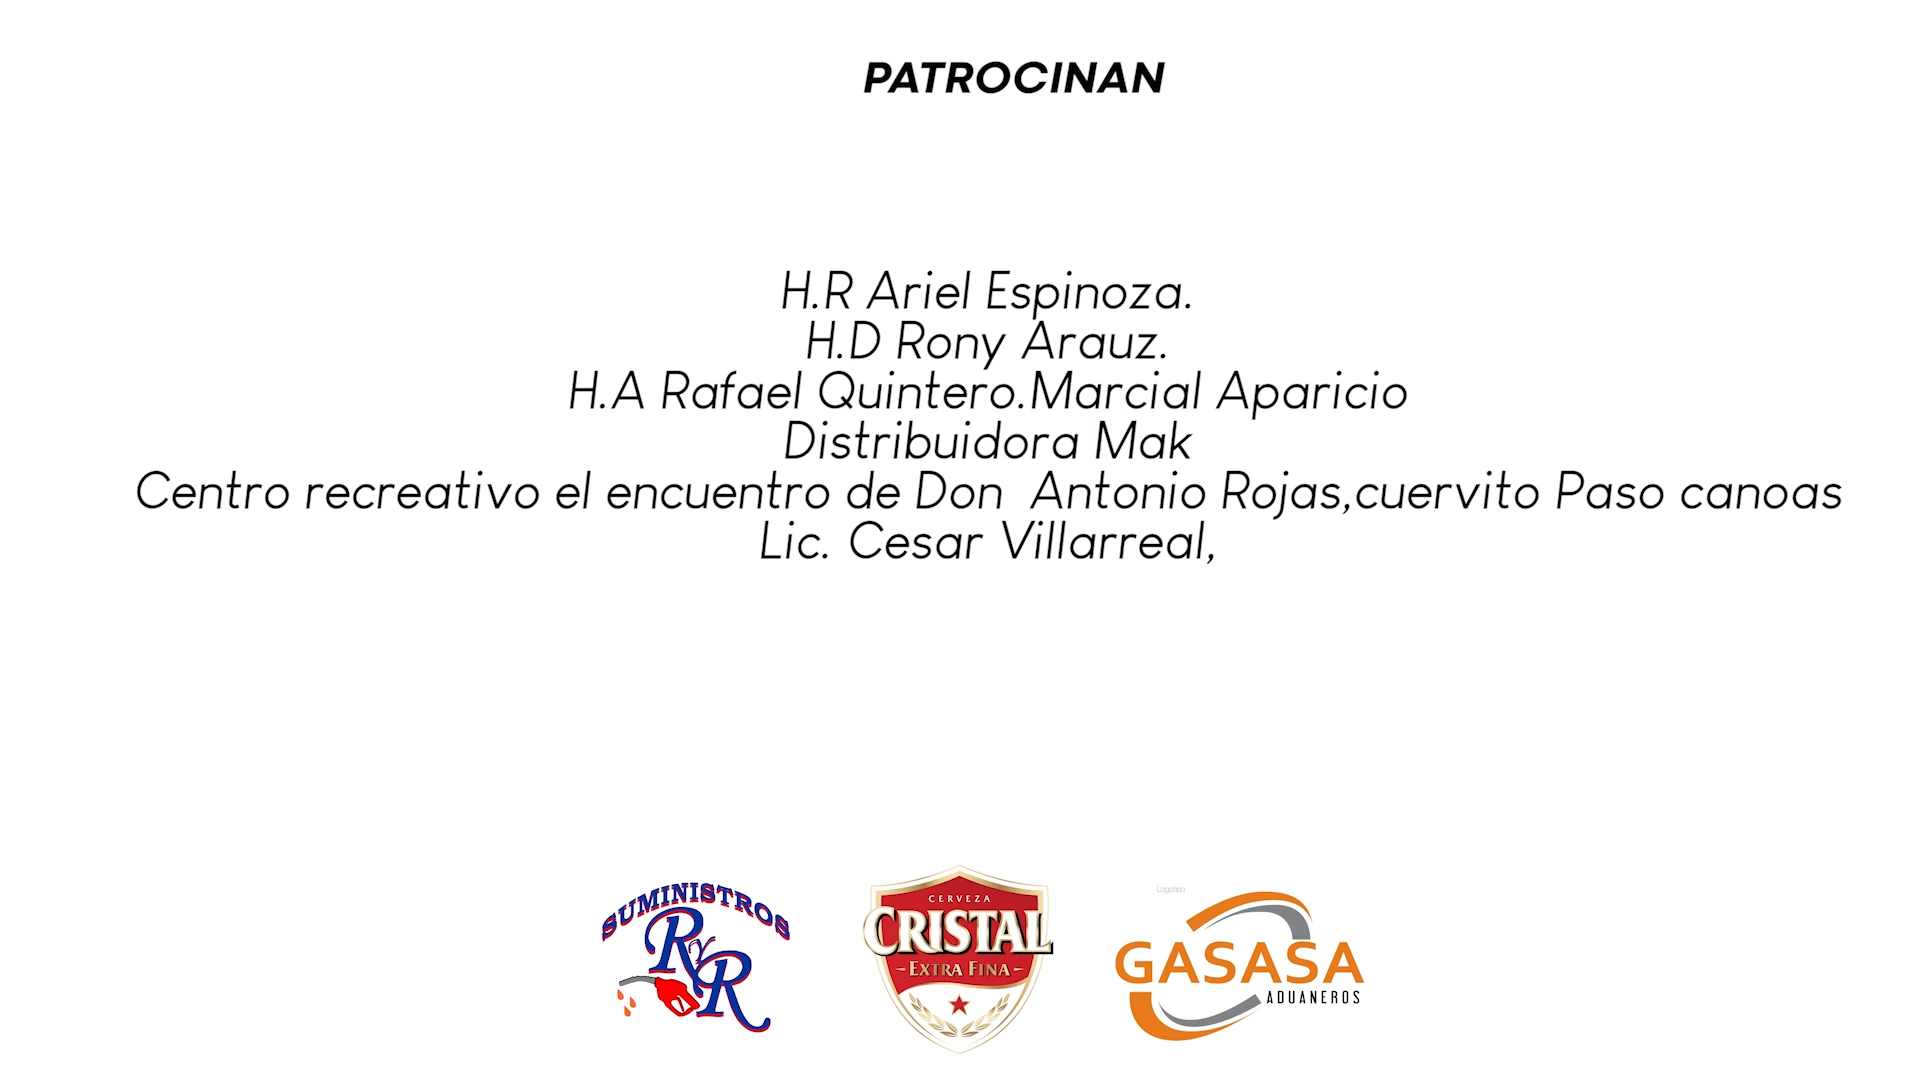 PATROCINAN
H.R Ariel Espinoza.
H.D Rony Arauz.
H.A Rafael Quintero.Marcial Aparicio
Distribuidora Mak
Centro recreativo el encuentro de Don  Antonio Rojas,cuervito Paso canoas
Lic. Cesar Villarreal,
SUMINISTROS
R y R
CERVEZA
CRISTAL
EXTRA FINA
Logotipo
GASASA
ADUANEROS